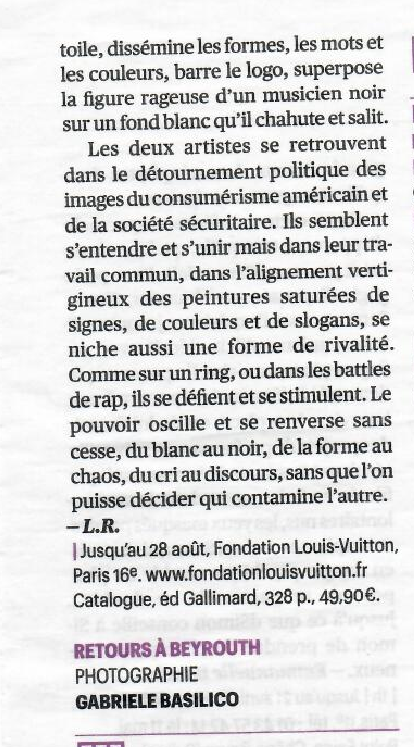 toile, dissémine les formes, les mots et
les couleurs, barre le logo, superpose
la figure rageuse d'un musicien noir
sur un fond blanc qu'il chahute et salit.
Les deux artistes se retrouvent
dans le détournement politique des
images du consumérisme américain et
de la société sécuritaire. Ils semblent
s'entendre et s'unir mais dans leur tra-
vail commun, dans l'alignement verti-
gineux des peintures saturées de
signes, de couleurs et de slogans, se
niche aussi une forme de rivalité.
Comme sur un ring, ou dans les battles
de rap, ils se défient et se stimulent. Le
pouvoir oscille et se renverse sans
cesse, du blanc au noir, de la forme au
chaos, du cri au discours, sans que l'on
puisse décider qui contamine l'autre.
—L.R.
| Jusqu'au 28 août, Fondation Louis-Vuitton,
Paris 16e. www.fondationlouisvuitton.fr
Catalogue, éd Gallimard, 328 p., 49,90€.
RETOURS À BEYROUTH
PHOTOGRAPHIE
GABRIELE BASILICO